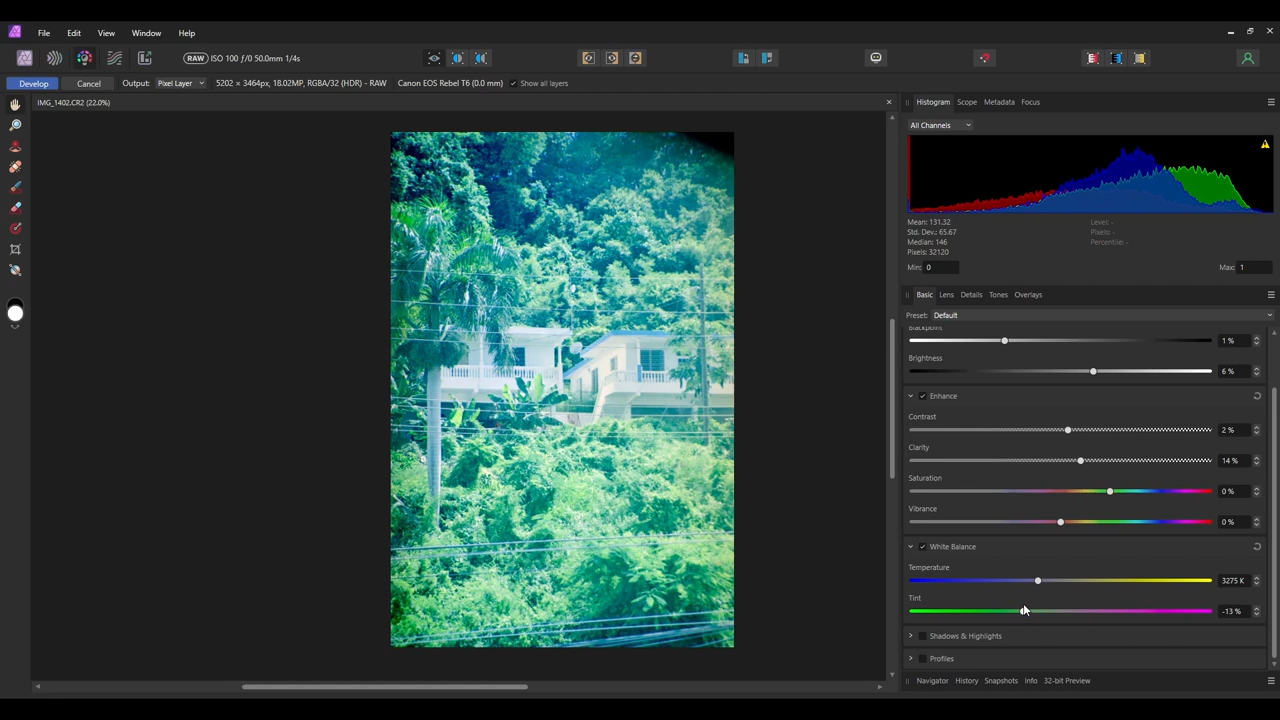 File Edit View Window Help
RAW ISO 100 ƒ/0 50.0mm 1/4s
Develop Cancel Output: Pixel Layer 5202 × 3464px, 18.02MP, RGBA/32 (HDR) - RAW Canon EOS Rebel T6 (0.0 mm) Show all layers
IMG_1402.CR2 (22.0%)
Histogram Scope Metadata Focus
All Channels
Mean: 131.32
Std. Dev.: 65.67
Median: 146
Pixels: 32120
Level: -
Pixels: -
Percentile: -
Min: 0 Max: 1
Basic Lens Details Tones Overlays
Preset: Default
Blackpoint
1 %
Brightness
6 %
Enhance
Contrast
2 %
Clarity
14 %
Saturation
0 %
Vibrance
0 %
White Balance
Temperature
3275 K
Tint
-13 %
Shadows & Highlights
Profiles
Navigator History Snapshots Info 32-bit Preview